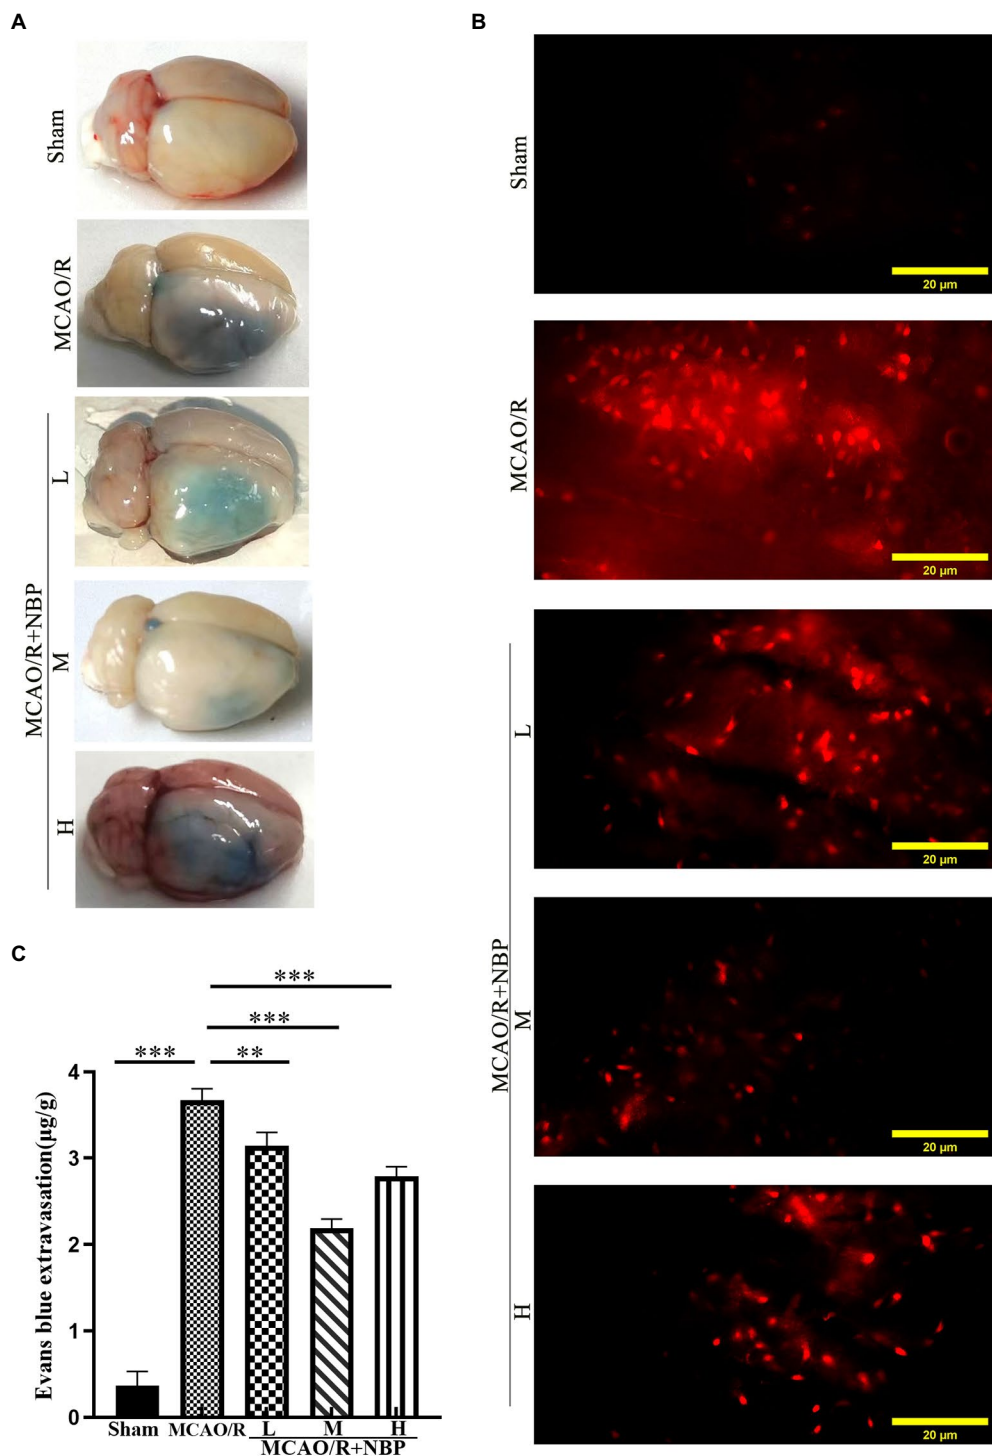 A
Sham
MCAO/R
MCAO/R+NBP
L
M
H
B
Sham
20 µm
MCAO/R
20 µm
MCAO/R+NBP
L
20 µm
M
20 µm
H
20 µm
C
***
***
*** **
Evans blue extravasation(µg/g)
4
3
2
1
0
Sham MCAO/R L M H
MCAO/R+NBP